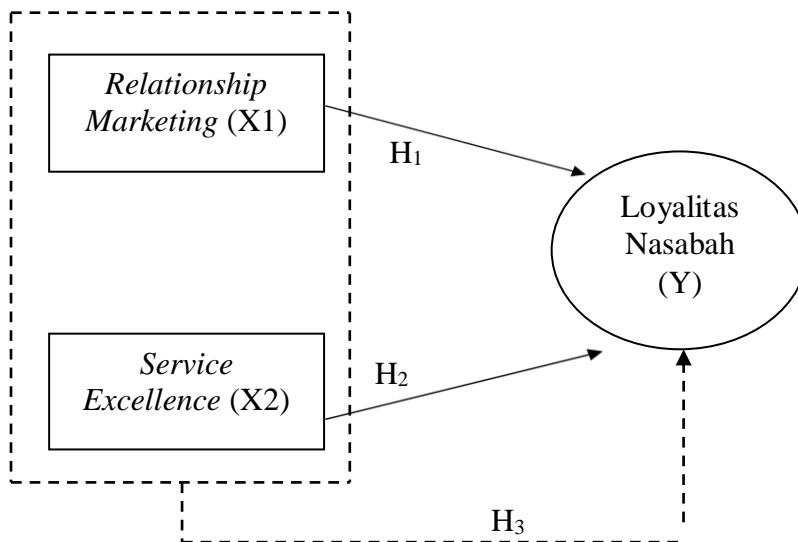 Relationship
Marketing (X1)
H₁
Loyalitas
Nasabah
(Y)
Service
Excellence (X2)
H₂
H₃